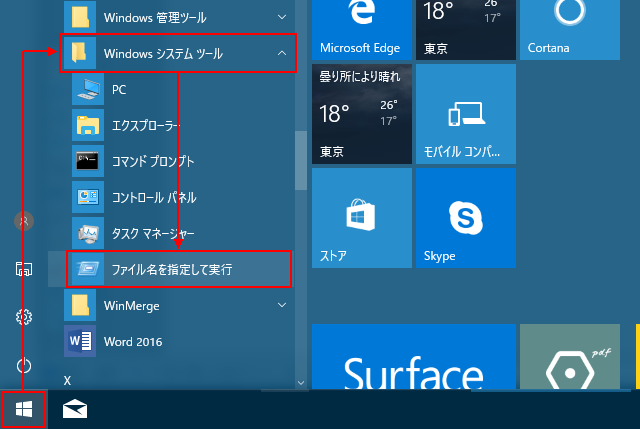 Windows 管理ツール
Windows システム ツール
PC
エクスプローラー
コマンド プロンプト
コントロール パネル
タスク マネージャー
ファイル名を指定して実行
WinMerge
Word 2016
X
Microsoft Edge
18°
17°
東京
Cortana
曇り所により晴れ
18°
26°
17°
東京
モバイル コンパ...
ストア
Skype
Surface
pdf